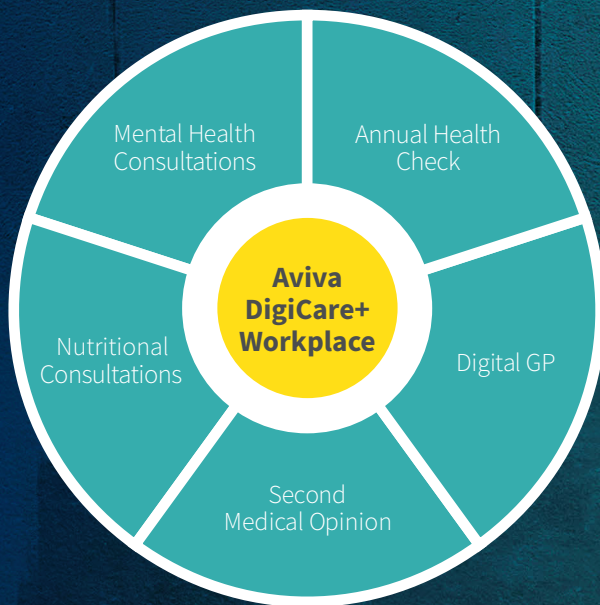 Mental Health
Consultations
Annual Health
Check
Aviva
DigiCare+
Workplace
Nutritional
Consultations
Digital GP
Second
Medical Opinion